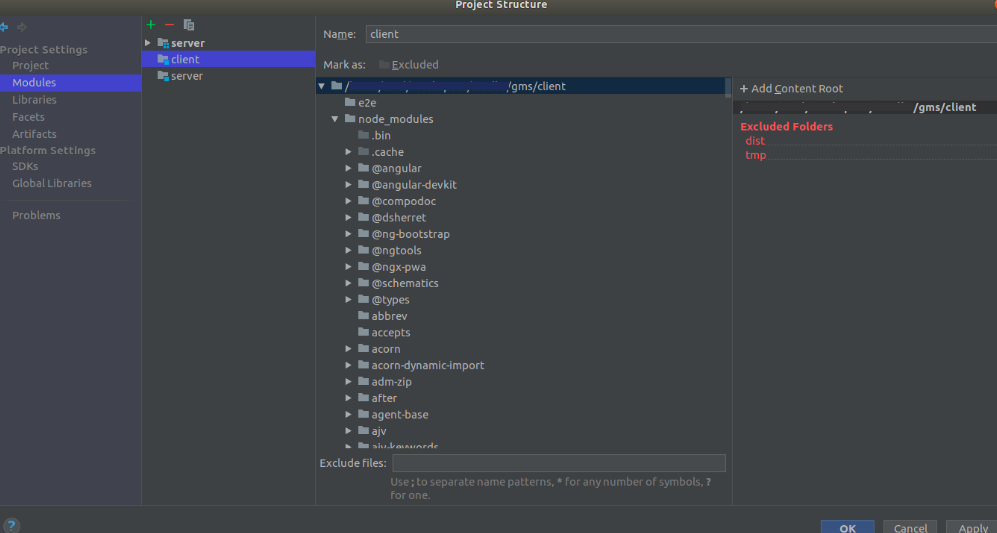 Project Structure
Project Settings
Project
Modules
Libraries
Facets
Artifacts
Platform Settings
SDKs
Global Libraries
Problems
server
client
server
Name: client
Mark as: Excluded
/gms/client
e2e
node_modules
.bin
.cache
@angular
@angular-devkit
@compodoc
@dsherret
@ng-bootstrap
@ngtools
@ngx-pwa
@schematics
@types
abbrev
accepts
acorn
acorn-dynamic-import
adm-zip
after
agent-base
ajv
ajv-keywords
Exclude files:
Use ; to separate name patterns, * for any number of symbols, ?
for one.
+ Add Content Root
/gms/client
Excluded Folders
dist
tmp
?
OK
Cancel
Apply